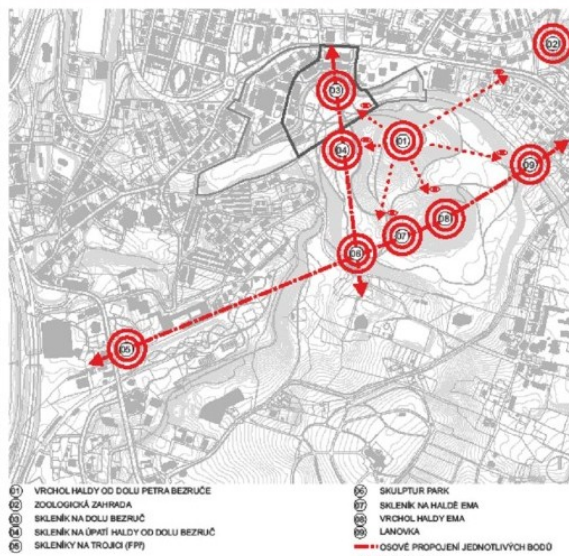 02
03
01
04
09
08
07
06
05
01 VRCHOL HALDY OD DOLU PETRA BEZRUČE
02 ZOOLOGICKÁ ZAHRADA
03 SKLENÍK NA DOLU BEZRUČ
04 SKLENÍK NA ÚPATÍ HALDY OD DOLU BEZRUČ
05 SKLENÍKY NA TROJICI (FPF)
06 SKULPTUR PARK
07 SKLENÍK NA HALDĚ EMA
08 VRCHOL HALDY EMA
09 LANOVKA
OSOVÉ PROPOJENÍ JEDNOTLIVÝCH BODŮ